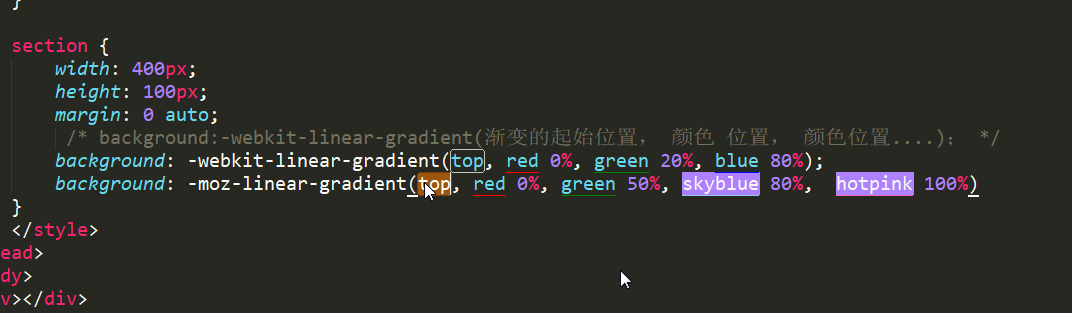 }
section {
width: 400px;
height: 100px;
margin: 0 auto;
/* background:-webkit-linear-gradient(渐变的起始位置， 颜色 位置， 颜色位置....)； */
background: -webkit-linear-gradient(top, red 0%, green 20%, blue 80%);
background: -moz-linear-gradient(top, red 0%, green 50%, skyblue 80%,  hotpink 100%)
}
</style>
ead>
dy>
v></div>